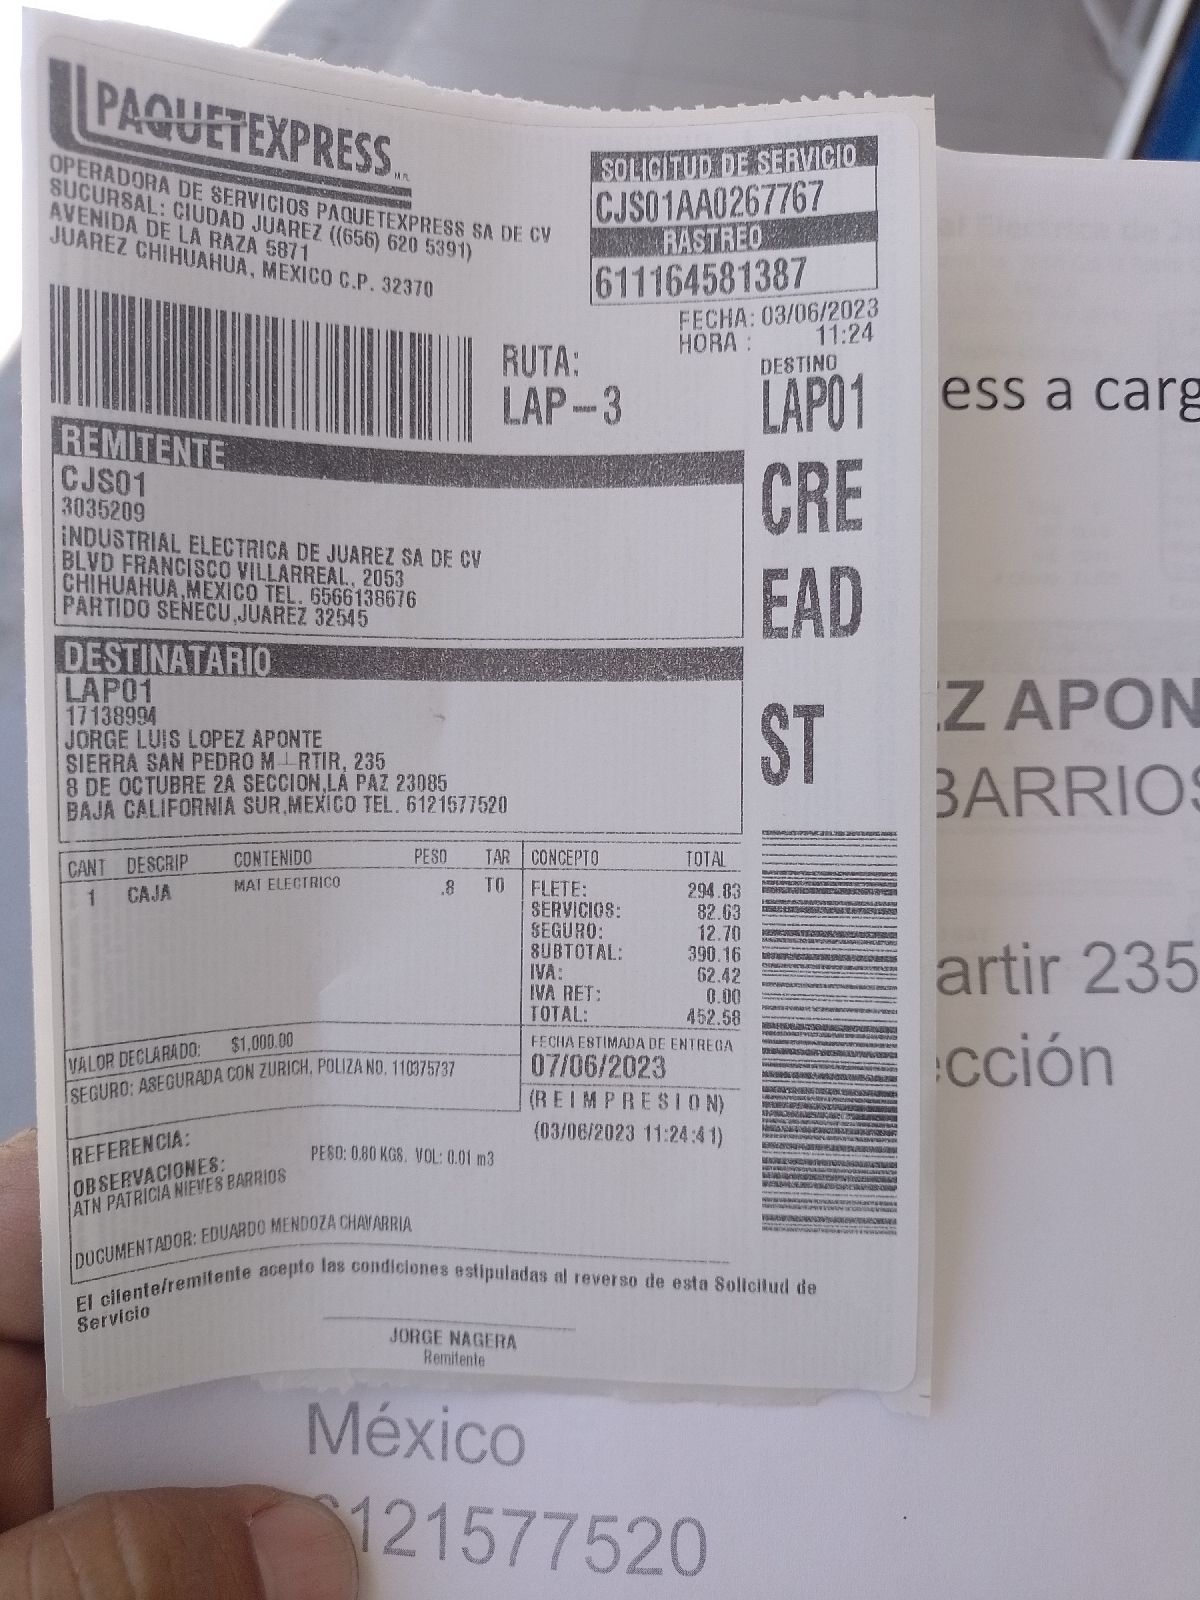 PAQUETEXPRESS
OPERADORA DE SERVICIOS PAQUETEXPRESS SA DE CV
SUCURSAL: CIUDAD JUAREZ ((656) 620 5391)
AVENIDA DE LA RAZA 5871
JUAREZ CHIHUAHUA, MEXICO C.P. 32370
SOLICITUD DE SERVICIO
CJS01AA0267767
RASTREO
611164581387
FECHA: 03/06/2023
HORA : 11:24
RUTA:
LAP-3
DESTINO
LAP01
CRE
EAD
ST
REMITENTE
CJS01
3035209
INDUSTRIAL ELECTRICA DE JUAREZ SA DE CV
BLVD FRANCISCO VILLARREAL, 2053
CHIHUAHUA,MEXICO TEL. 6566138676
PARTIDO SENECU,JUAREZ 32545
DESTINATARIO
LAP01
17138994
JORGE LUIS LOPEZ APONTE
SIERRA SAN PEDRO M┴RTIR, 235
8 DE OCTUBRE 2A SECCION,LA PAZ 23085
BAJA CALIFORNIA SUR,MEXICO TEL. 6121577520
CANT DESCRIP CONTENIDO PESO TAR CONCEPTO TOTAL
1 CAJA MAT ELECTRICO .8 T0 FLETE: 294.83
SERVICIOS: 82.63
SEGURO: 12.70
SUBTOTAL: 390.16
IVA: 62.42
IVA RET: 0.00
TOTAL: 452.58
VALOR DECLARADO: $1,000.00
SEGURO: ASEGURADA CON ZURICH, POLIZA NO. 110375737
FECHA ESTIMADA DE ENTREGA
07/06/2023
(REIMPRESION)
(03/06/2023 11:24:41)
REFERENCIA:
PESO: 0.80 KGS. VOL: 0.01 m3
OBSERVACIONES:
ATN PATRICIA NIEVES BARRIOS
DOCUMENTADOR: EDUARDO MENDOZA CHAVARRIA
El cliente/remitente acepto las condiciones estipuladas al reverso de esta Solicitud de
Servicio
JORGE NAGERA
Remitente
ess a carg
EZ APON
BARRIOS
artir 235
cción
México
6121577520